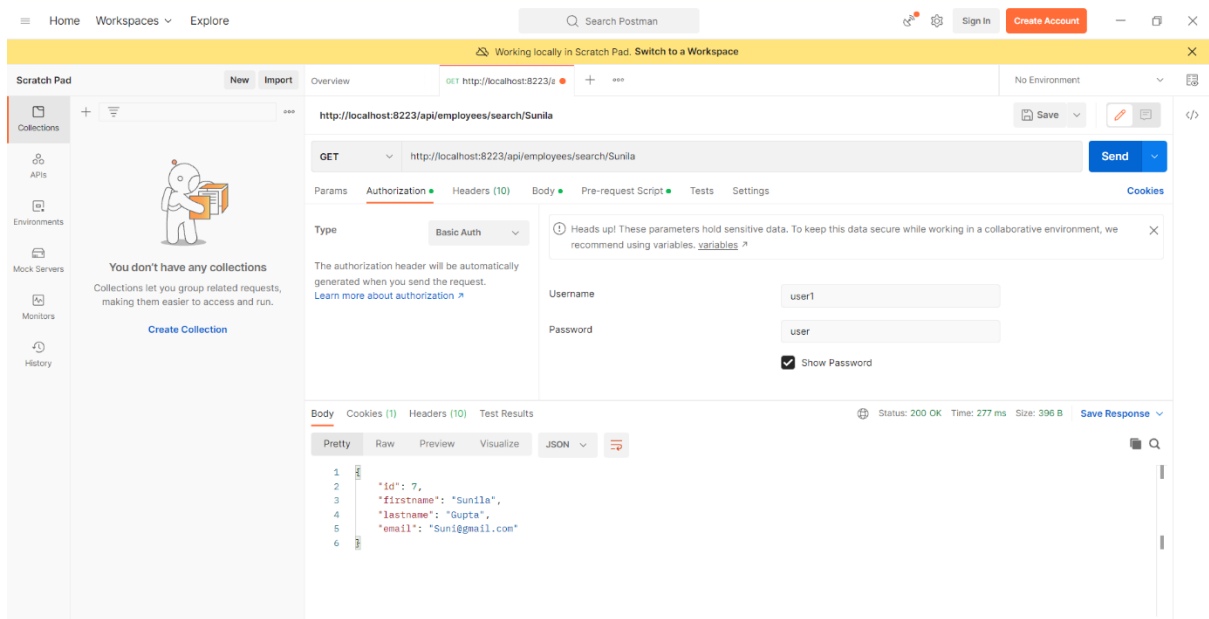 Home Workspaces Explore Search Postman Sign In Create Account
Working locally in Scratch Pad. Switch to a Workspace
Scratch Pad New Import Overview GET http://localhost:8223/a No Environment
http://localhost:8223/api/employees/search/Sunila Save
Collections
GET http://localhost:8223/api/employees/search/Sunila Send
APIs
Params Authorization Headers (10) Body Pre-request Script Tests Settings Cookies
Environments
Mock Servers
Monitors
History
You don't have any collections
Collections let you group related requests,
making them easier to access and run.
Create Collection
Type Basic Auth
The authorization header will be automatically
generated when you send the request.
Learn more about authorization ↗
Heads up! These parameters hold sensitive data. To keep this data secure while working in a collaborative environment, we
recommend using variables. variables ↗
Username user1
Password user
Show Password
Body Cookies (1) Headers (10) Test Results Status: 200 OK Time: 277 ms Size: 396 B Save Response
Pretty Raw Preview Visualize JSON
1 {
2 "id": 7,
3 "firstname": "Sunila",
4 "lastname": "Gupta",
5 "email": "Suni@gmail.com"
6 }